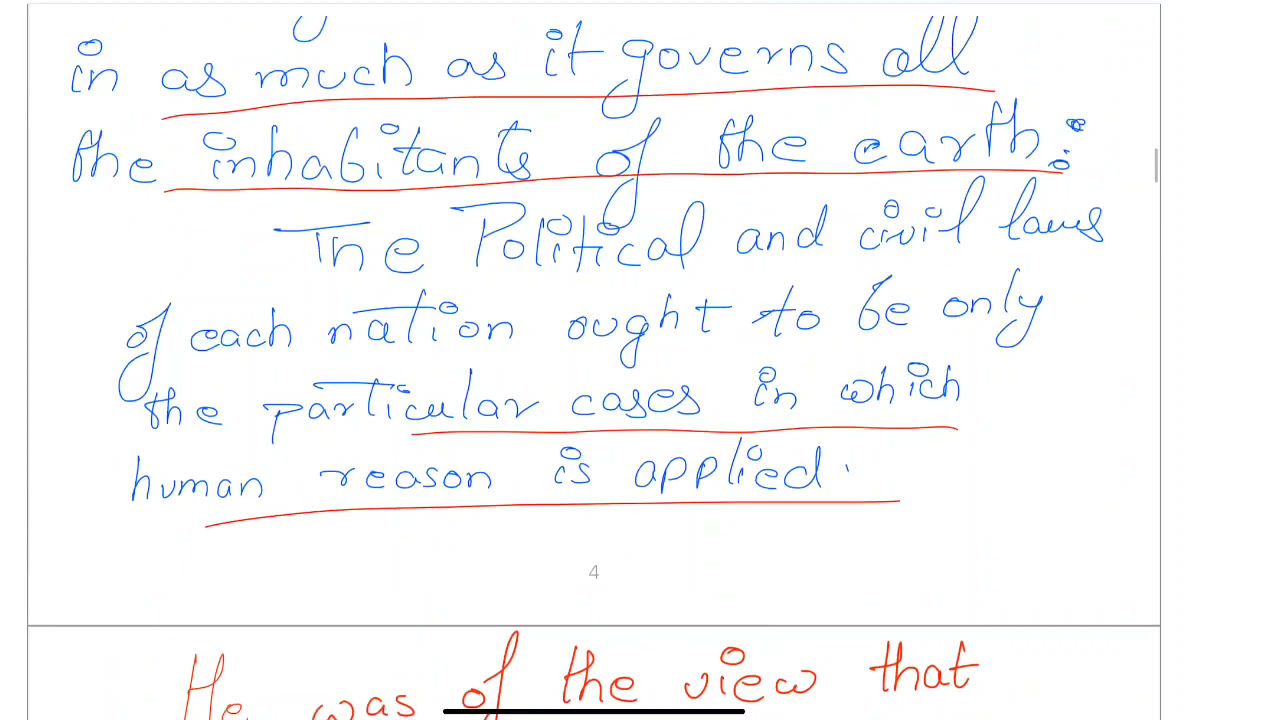 in as much as it governs all
the inhabitants of the earth:
The Political and civil laws
of each nation ought to be only
the particular cases in which
human reason is applied.
4
He was of the view that